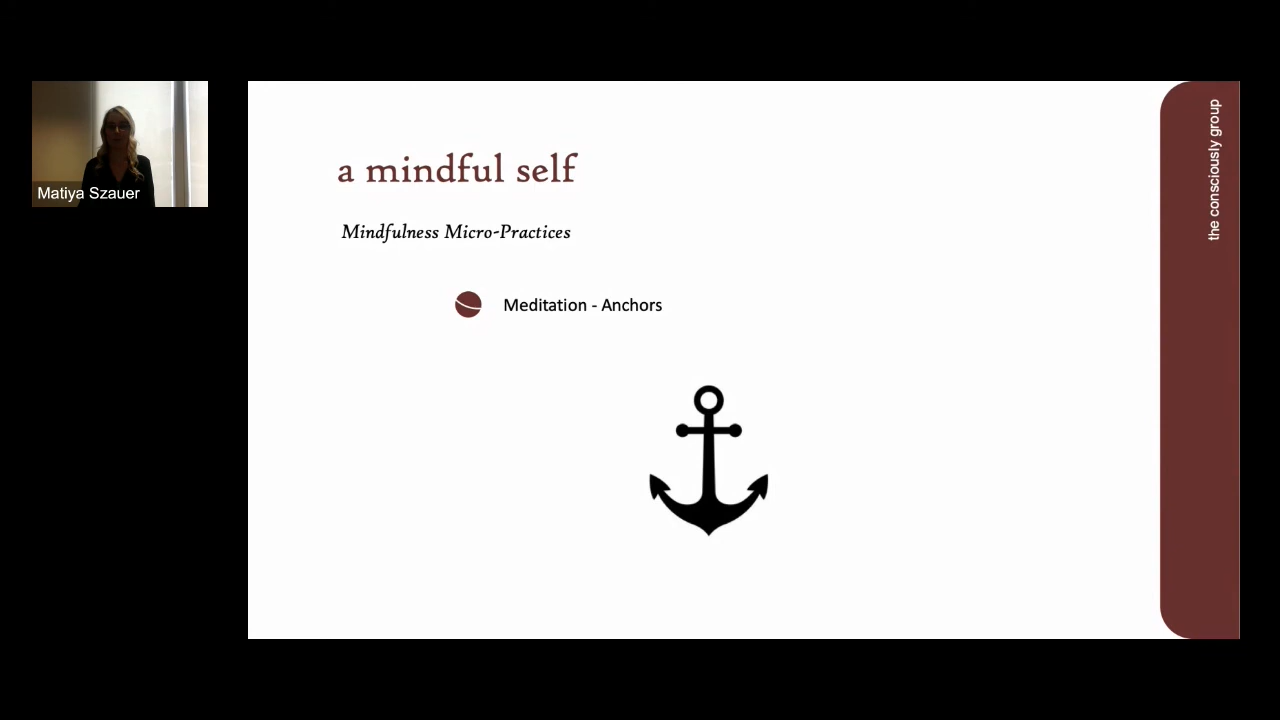 Matiya Szauer
a mindful self
Mindfulness Micro-Practices
Meditation - Anchors
the consciously group